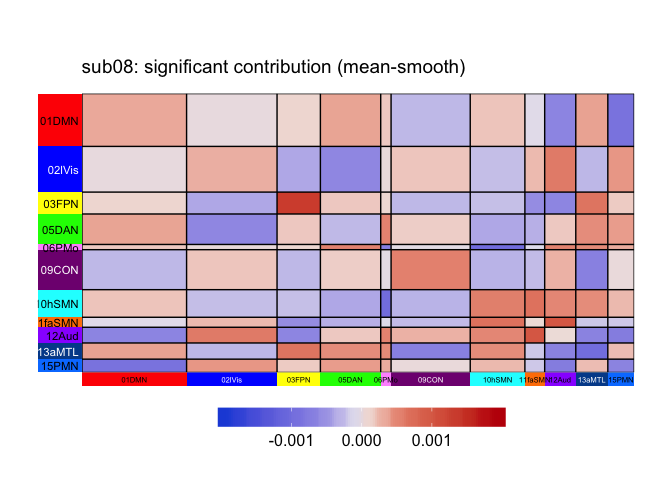 sub08: significant contribution (mean-smooth)
01DMN
02lVis
03FPN
05DAN
06PMo
09CON
10hSMN
11faSMN
12Aud
13aMTL
15PMN
01DMN 02lVis 03FPN 05DAN 06PMo 09CON 10hSMN 11faSMN 12Aud 13aMTL 15PMN
-0.001 0.000 0.001